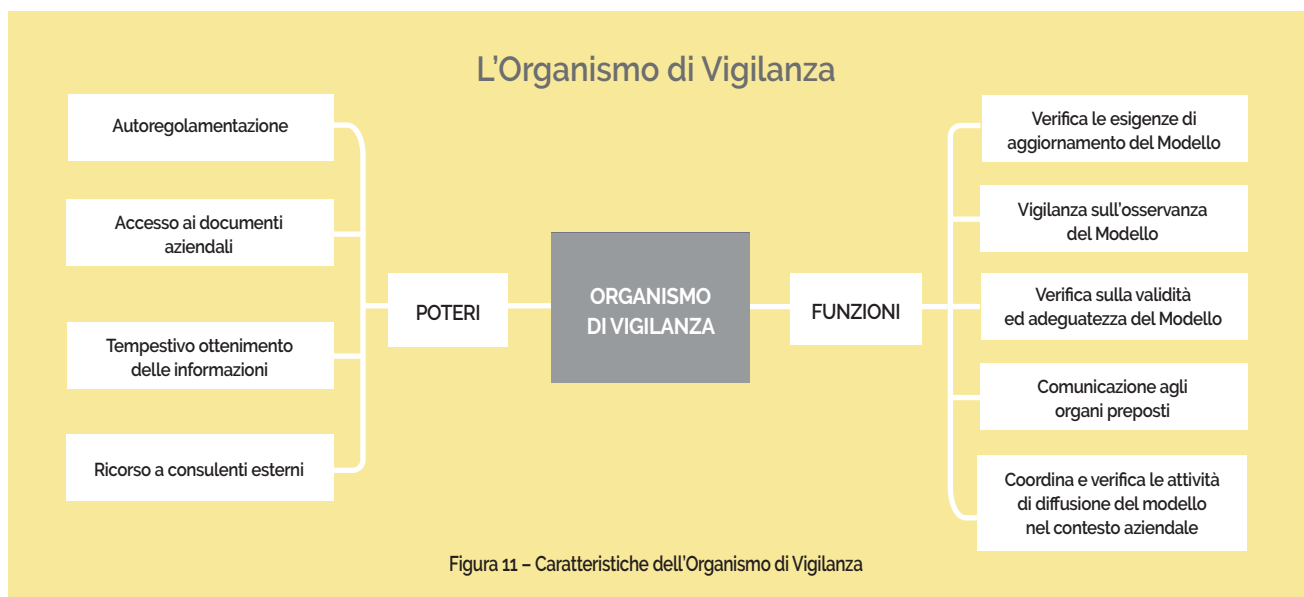 L’Organismo di Vigilanza
Autoregolamentazione
Accesso ai documenti
aziendali
Tempestivo ottenimento
delle informazioni
Ricorso a consulenti esterni
POTERI
ORGANISMO
DI VIGILANZA
FUNZIONI
Verifica le esigenze di
aggiornamento del Modello
Vigilanza sull’osservanza
del Modello
Verifica sulla validità
ed adeguatezza del Modello
Comunicazione agli
organi preposti
Coordina e verifica le attività
di diffusione del modello
nel contesto aziendale
Figura 11 – Caratteristiche dell’Organismo di Vigilanza